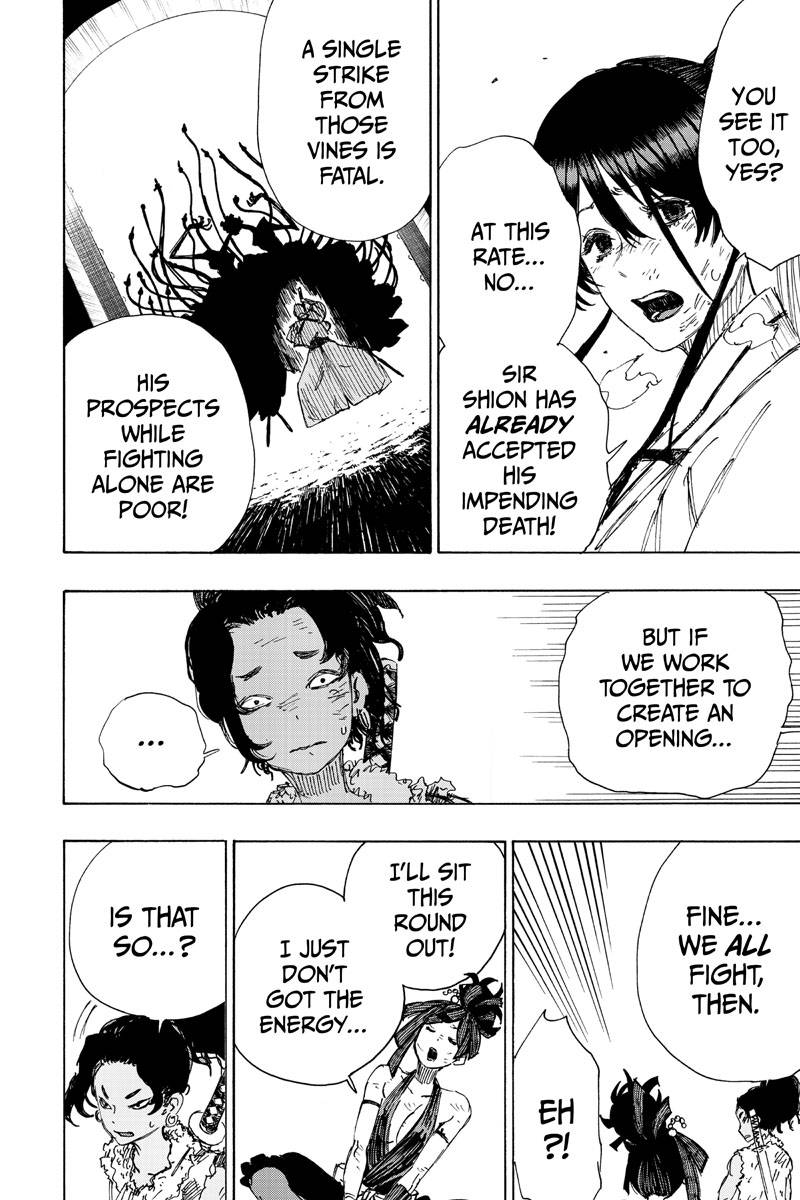 YOU
SEE IT
TOO,
YES?
AT THIS
RATE...
NO...
SIR
SHION HAS
ALREADY
ACCEPTED
HIS
IMPENDING
DEATH!
A SINGLE
STRIKE
FROM
THOSE
VINES IS
FATAL.
HIS
PROSPECTS
WHILE
FIGHTING
ALONE ARE
POOR!
BUT IF
WE WORK
TOGETHER TO
CREATE AN
OPENING...
...
FINE...
WE ALL
FIGHT,
THEN.
EH
?!
I'LL SIT
THIS
ROUND
OUT!
I JUST
DON'T
GOT THE
ENERGY...
IS THAT
SO...?